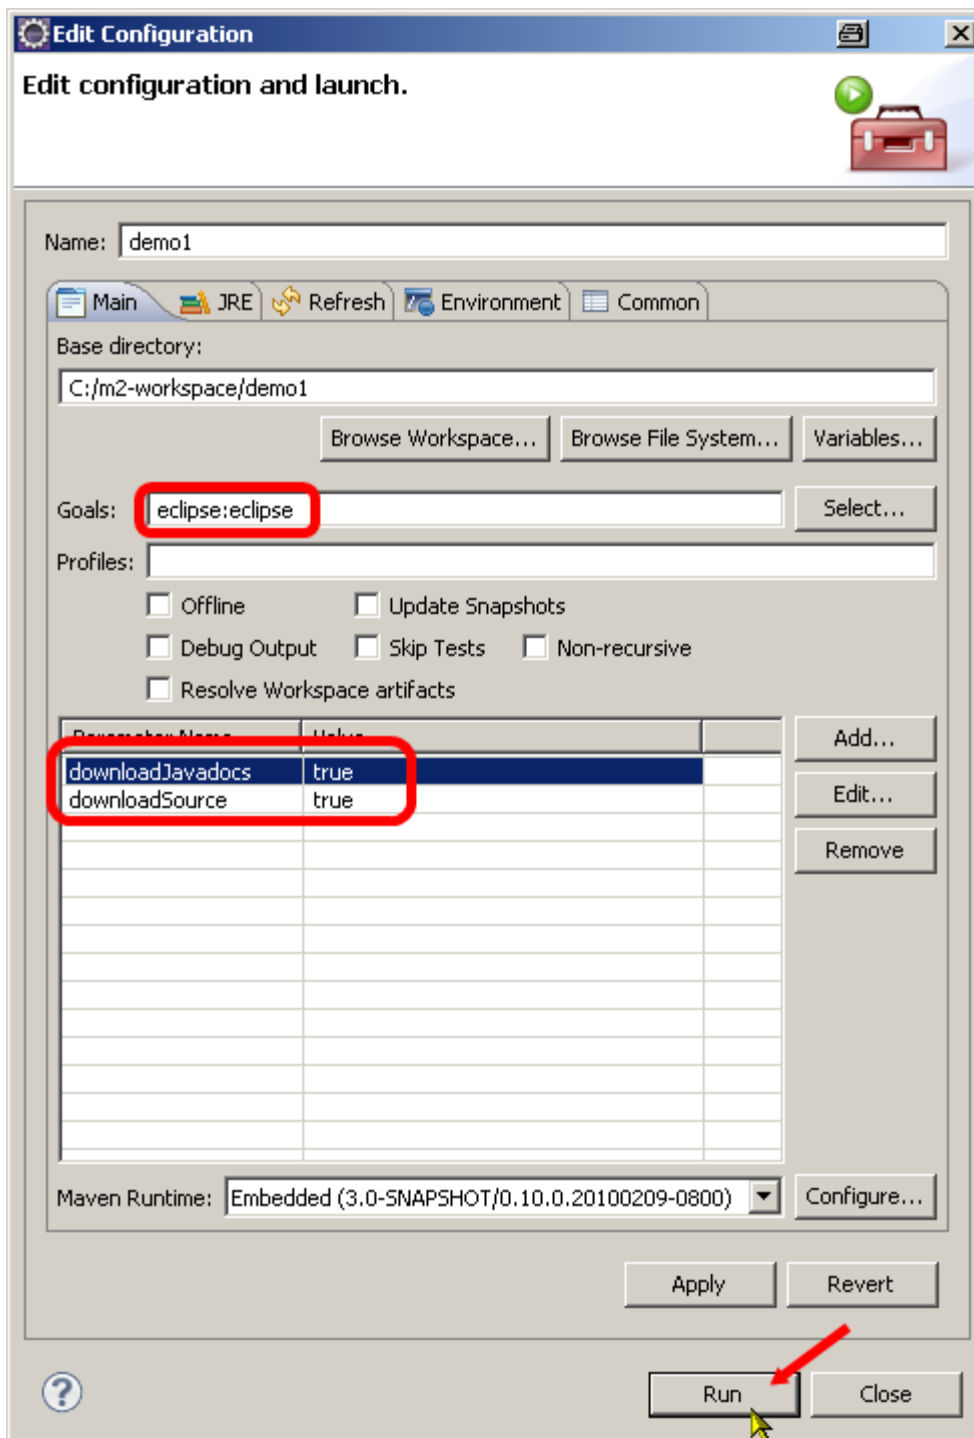 Edit Configuration
Edit configuration and launch.
Name: demo1
Main JRE Refresh Environment Common
Base directory:
C:/m2-workspace/demo1
Browse Workspace... Browse File System... Variables...
Goals: eclipse:eclipse Select...
Profiles:
Offline Update Snapshots
Debug Output Skip Tests Non-recursive
Resolve Workspace artifacts
Parameter Name Value Add...
downloadJavadocs true
downloadSource true Edit...
Remove
Maven Runtime: Embedded (3.0-SNAPSHOT/0.10.0.20100209-0800) Configure...
Apply Revert
? Run Close